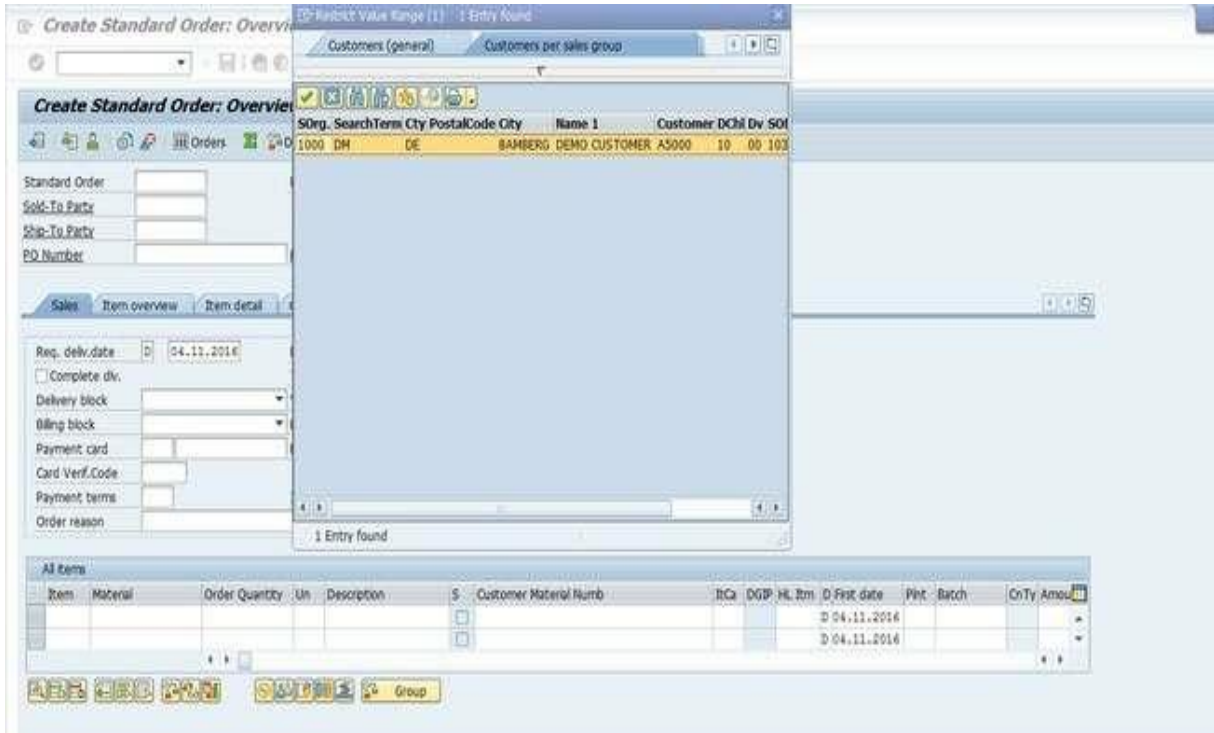 Create Standard Order: Overvi
Restrict Value Range (1) 1 Entry found
Customers (general) Customers per sales group
Create Standard Order: Overview
Orders
SOrg. SearchTerm Cty PostalCode City Name 1 Customer DChl Dv SOf
1000 DM DE BAMBERG DEMO CUSTOMER A5000 10 00 103
Standard Order
Sold-To Party
Ship-To Party
PO Number
Sales Item overview Item detail
Req. deliv.date D 04.11.2016
Complete dlv.
Delivery block
Billing block
Payment card
Card Verif.Code
Payment terms
Order reason
1 Entry found
All items
Item Material Order Quantity Un Description S Customer Material Numb ItCa DGIP HL Itm D First date Plnt Batch CnTy Amou
D 04.11.2016
D 04.11.2016
Group